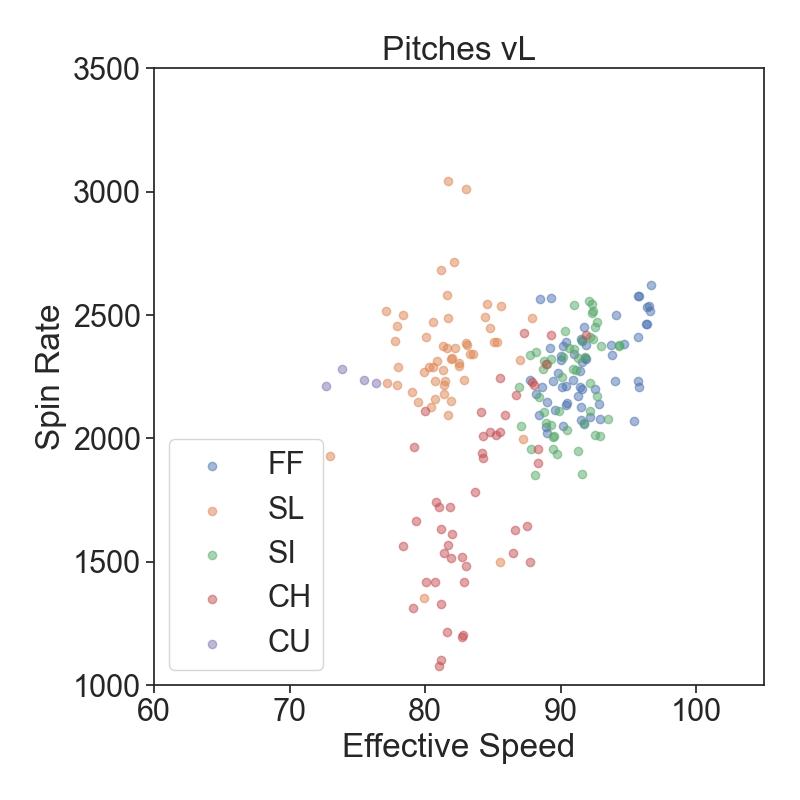 Pitches vL
3500
3000
2500
2000
1500
1000
Spin Rate
FF
SL
SI
CH
CU
60 70 80 90 100
Effective Speed